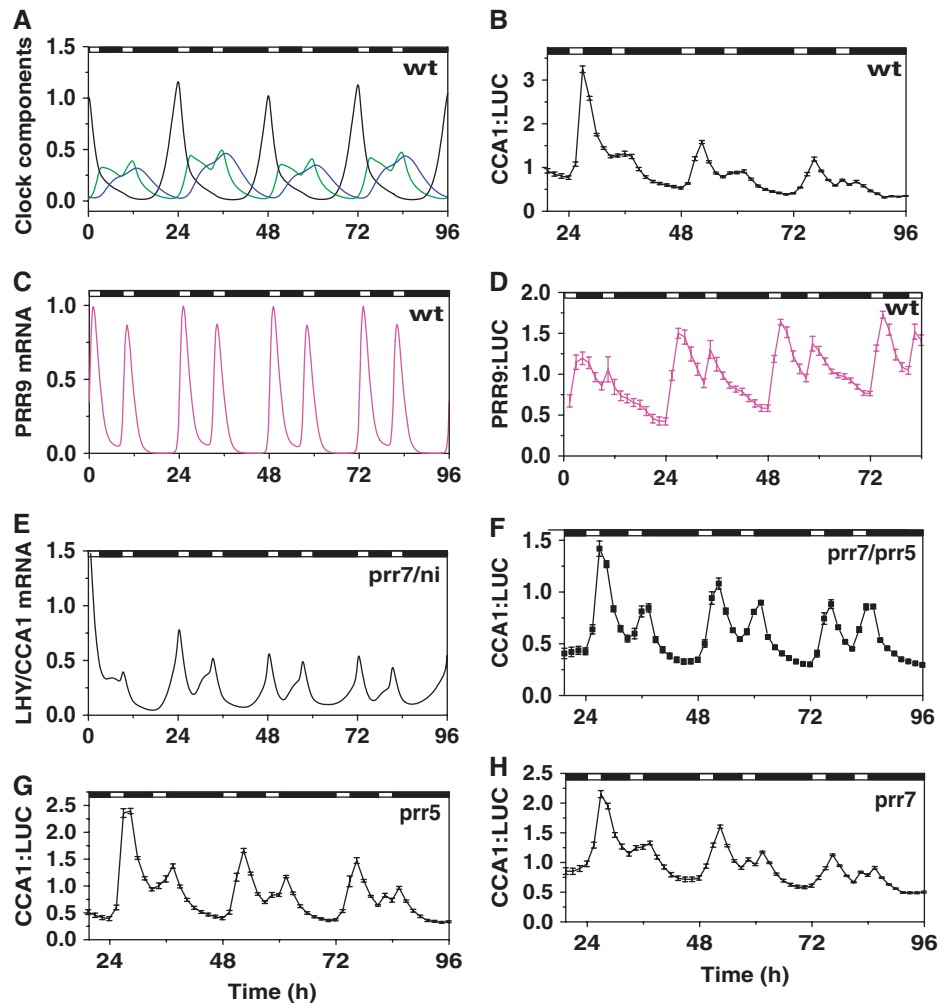 A
Clock components
1.5
1.0
0.5
0.0
wt
0 24 48 72 96
B
CCA1:LUC
3
2
1
0
wt
24 48 72 96
C
PRR9 mRNA
1.0
0.5
0.0
wt
0 24 48 72 96
D
PRR9:LUC
2.0
1.5
1.0
0.5
0.0
wt
0 24 48 72
E
LHY/CCA1 mRNA
1.5
1.0
0.5
0.0
prr7/ni
0 24 48 72 96
F
CCA1:LUC
1.5
1.0
0.5
0.0
prr7/prr5
24 48 72 96
G
CCA1:LUC
2.5
2.0
1.5
1.0
0.5
0.0
prr5
24 48 72 96
Time (h)
H
CCA1:LUC
2.5
2.0
1.5
1.0
0.5
0.0
prr7
24 48 72 96
Time (h)